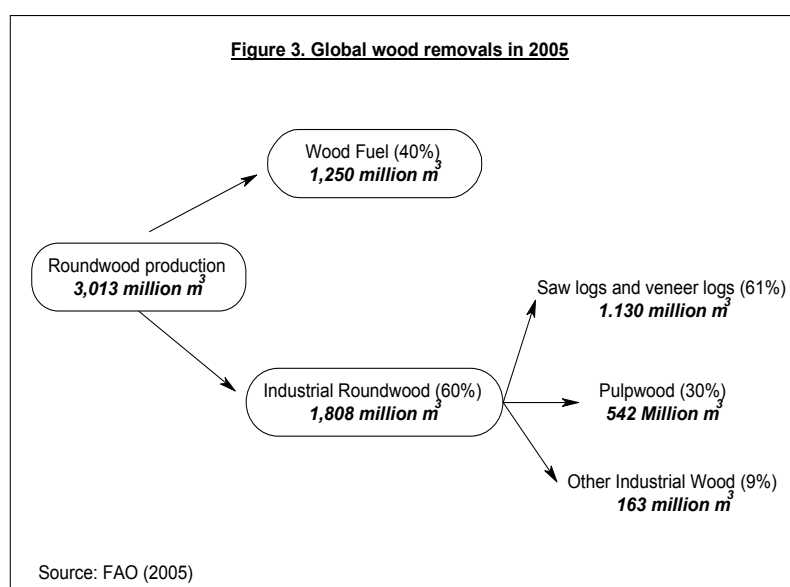 Figure 3. Global wood removals in 2005
Wood Fuel (40%)
1,250 million m³
Roundwood production
3,013 million m³
Industrial Roundwood (60%)
1,808 million m³
Saw logs and veneer logs (61%)
1.130 million m³
Pulpwood (30%)
542 Million m³
Other Industrial Wood (9%)
163 million m³
Source: FAO (2005)